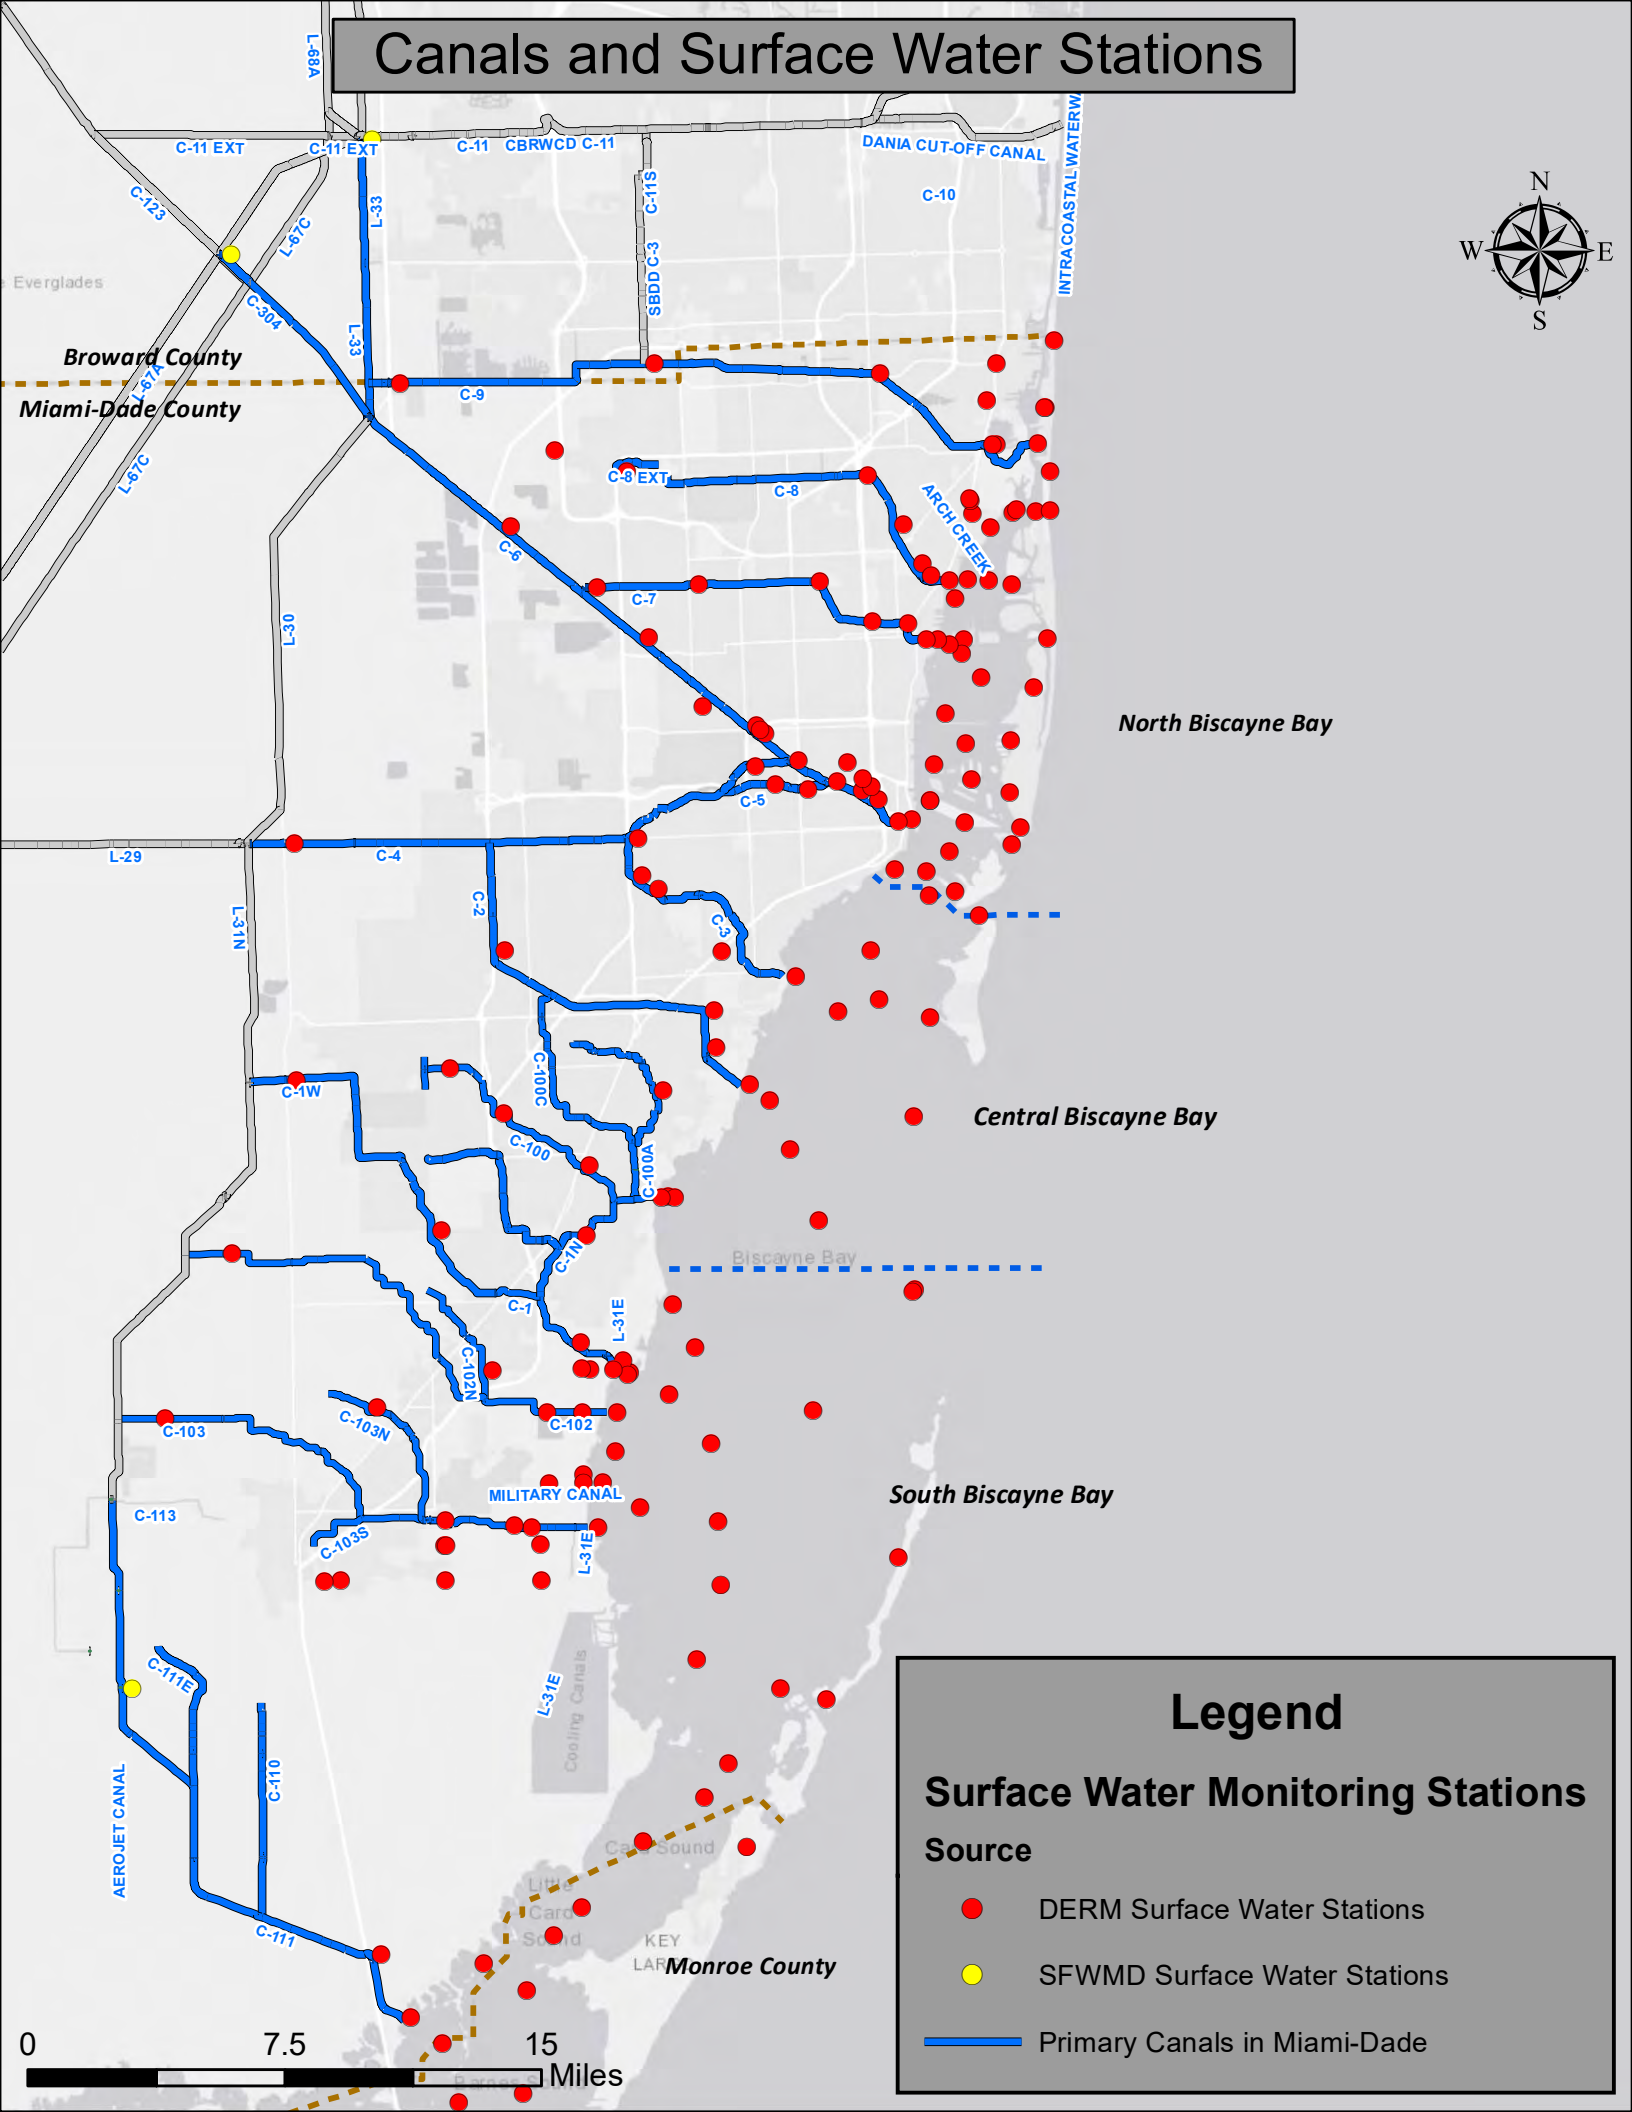 Canals and Surface Water Stations
L-68A
C-11 EXT
C-11 EXT
C-11
CBRWCD C-11
DANIA CUT-OFF CANAL
INTRACOASTAL WATERW
C-123
L-67C
L-33
C-11S
C-10
N
W
E
S
SBDD C-3
Everglades
C-304
L-33
Broward County
L-67A
Miami-Dade County
C-9
L-67C
C-8 EXT
C-8
ARCH CREEK
C-6
C-7
L-30
North Biscayne Bay
C-5
L-29
C-4
C-2
L-31N
C-3
C-1W
C-100C
C-100
C-100A
Central Biscayne Bay
C-1N
Biscayne Bay
C-1
L-31E
C-102N
C-103
C-103N
C-102
MILITARY CANAL
South Biscayne Bay
C-113
C-103S
L-31E
C-111E
L-31E
Cooling Canals
AEROJET CANAL
C-110
Card Sound
Little
Card
Sound
C-111
KEY
Monroe County
Barnes Sound
0
7.5
15
Miles
Legend
Surface Water Monitoring Stations
Source
DERM Surface Water Stations
SFWMD Surface Water Stations
Primary Canals in Miami-Dade